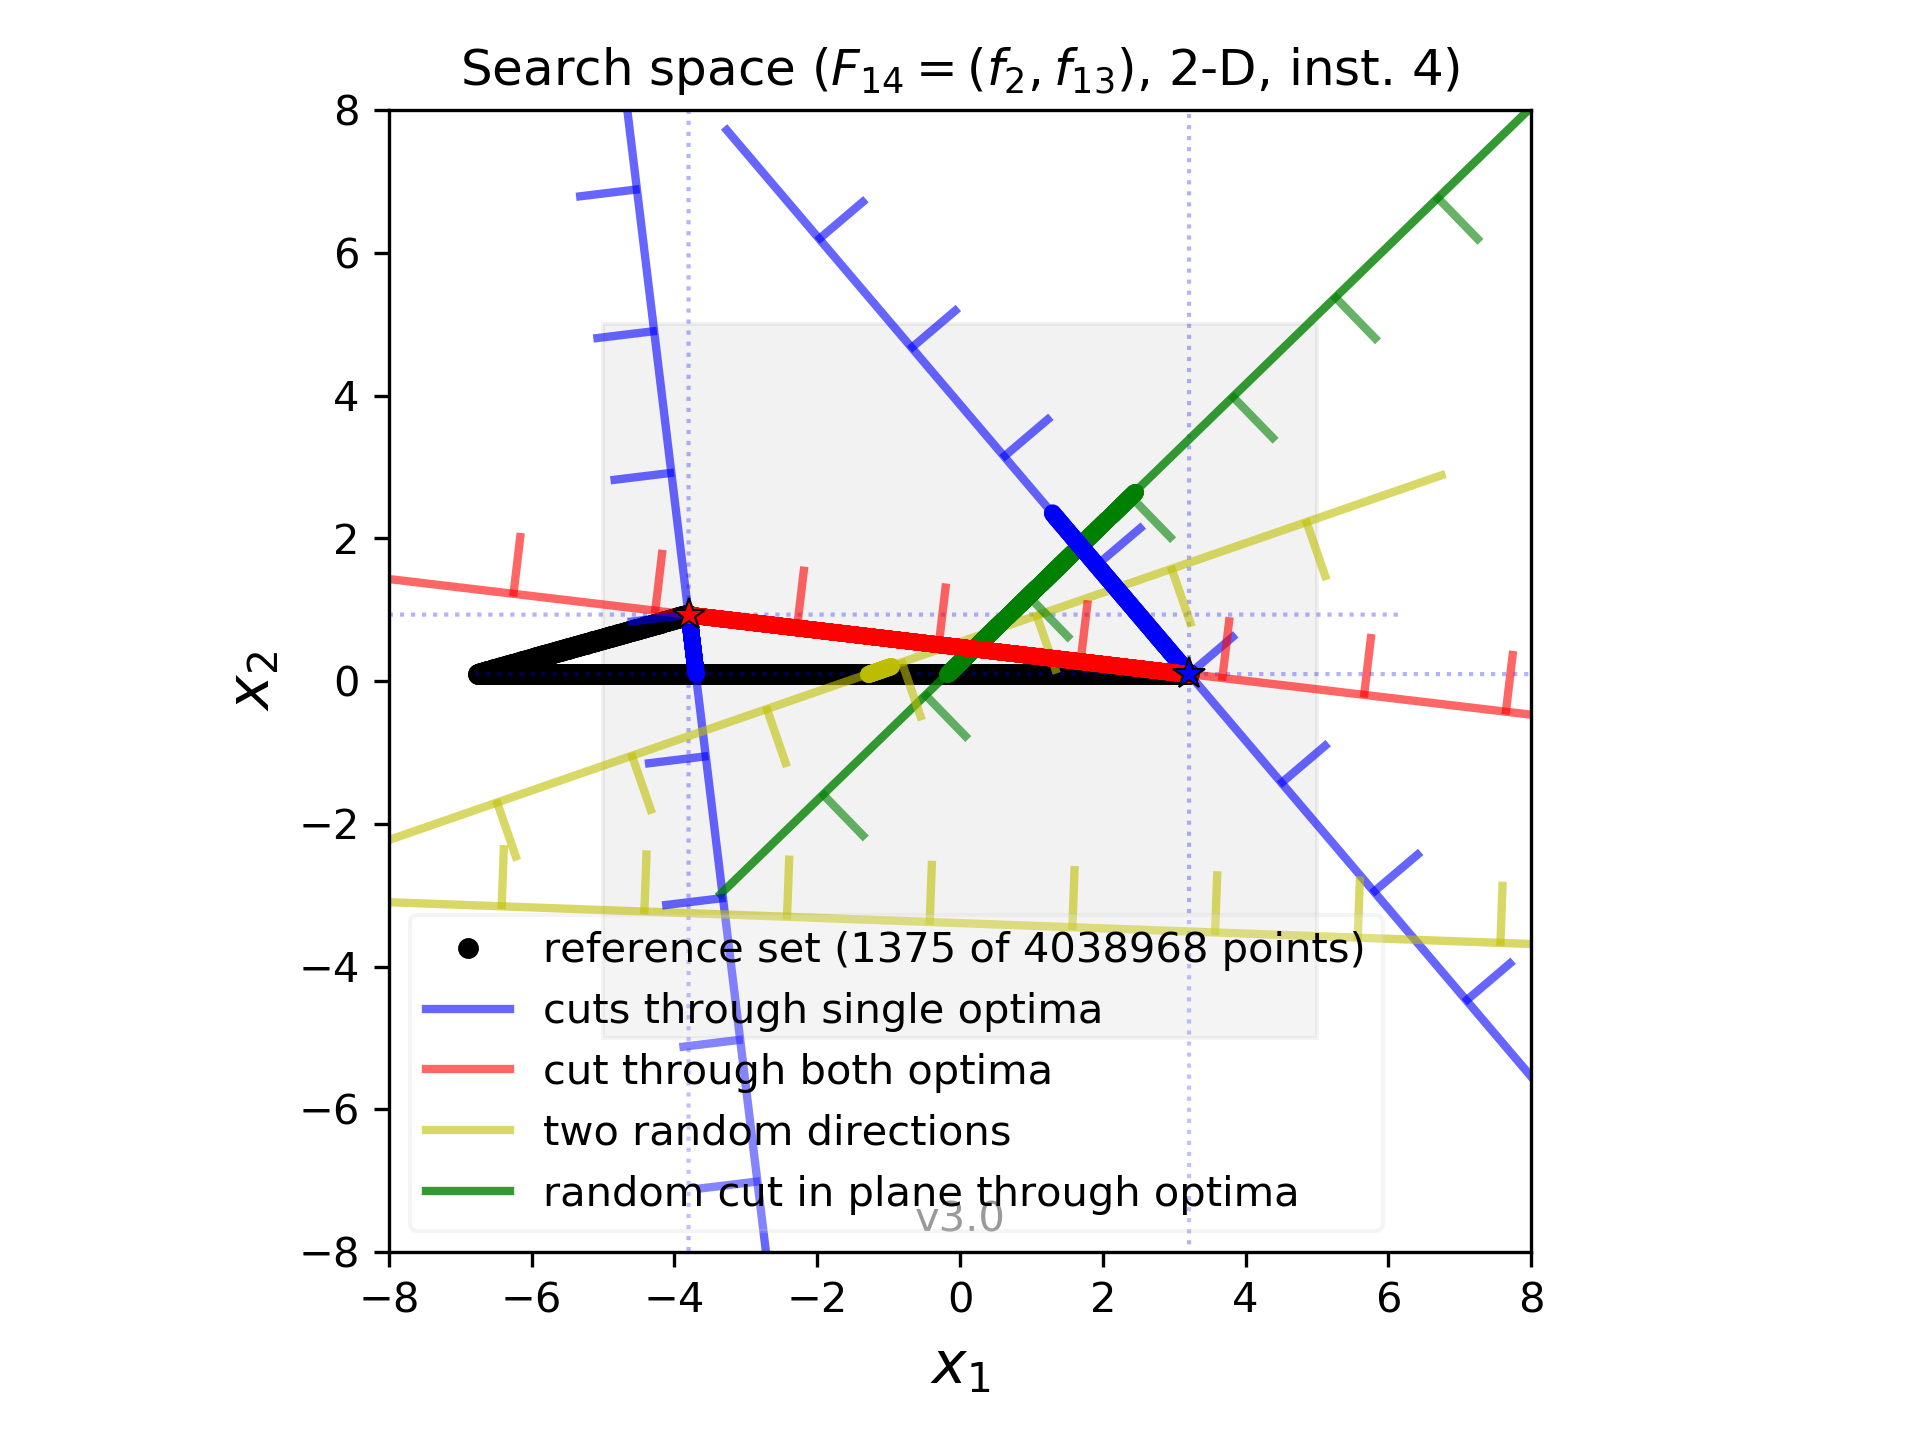 Search space (F14 = (f2, f13), 2-D, inst. 4)
8
6
4
2
0
−2
−4
−6
−8
x2
reference set (1375 of 4038968 points)
cuts through single optima
cut through both optima
two random directions
random cut in plane through optima
v3.0
−8 −6 −4 −2 0 2 4 6 8
x1